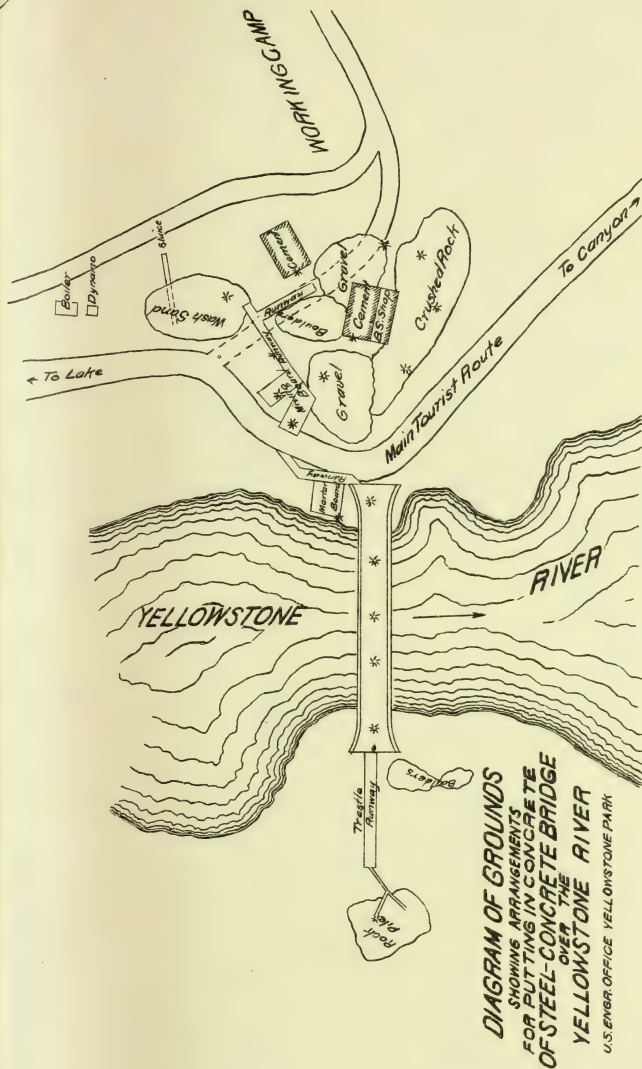 WORKING CAMP
Boiler
Dynamo
Sluice
Wash Sand
← To Lake
Cement
Gravel
Runway
Boulders
Cement
B.S. Shop
Crushed Rock
Gravel
To Canyon →
Main Tourist Route
Runway
Mortar
Board
YELLOWSTONE
RIVER
Trestle
Runway
Boulders
Rock
Pile
DIAGRAM OF GROUNDS
SHOWING ARRANGEMENTS
FOR PUTTING IN CONCRETE
OF STEEL-CONCRETE BRIDGE
OVER THE
YELLOWSTONE RIVER
U.S. ENGR. OFFICE YELLOWSTONE PARK